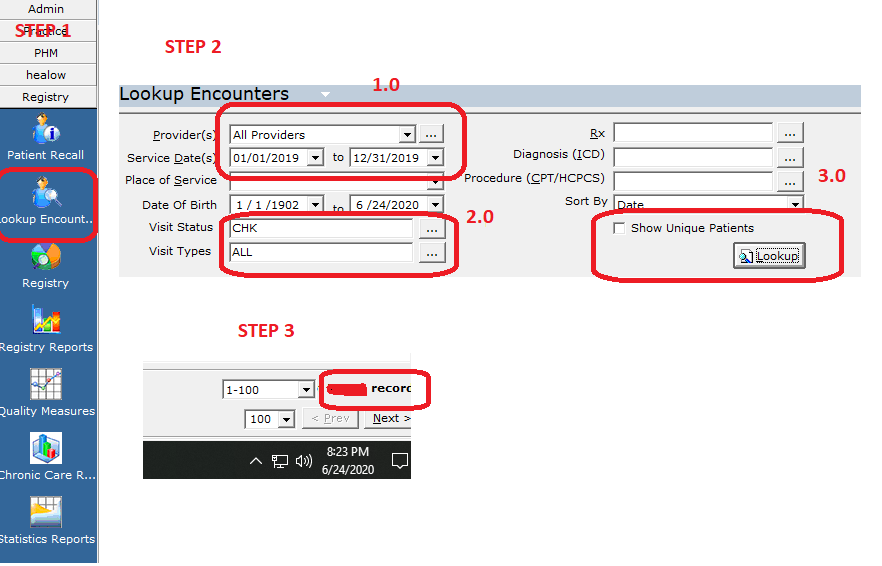 Admin
STEP 1
Practice
PHM
healow
Registry
Patient Recall
Lookup Encount..
Registry
Registry Reports
Quality Measures
Chronic Care R...
Statistics Reports
STEP 2
Lookup Encounters
1.0
Provider(s) All Providers ...
Service Date(s) 01/01/2019 to 12/31/2019
Place of Service
Date Of Birth 1 / 1 /1902 to 6 /24/2020
2.0
Visit Status CHK ...
Visit Types ALL ...
Rx ...
Diagnosis (ICD) ...
Procedure (CPT/HCPCS) ...
3.0
Sort By Date
Show Unique Patients
Lookup
STEP 3
1-100 record
100 < Prev Next >
8:23 PM
6/24/2020